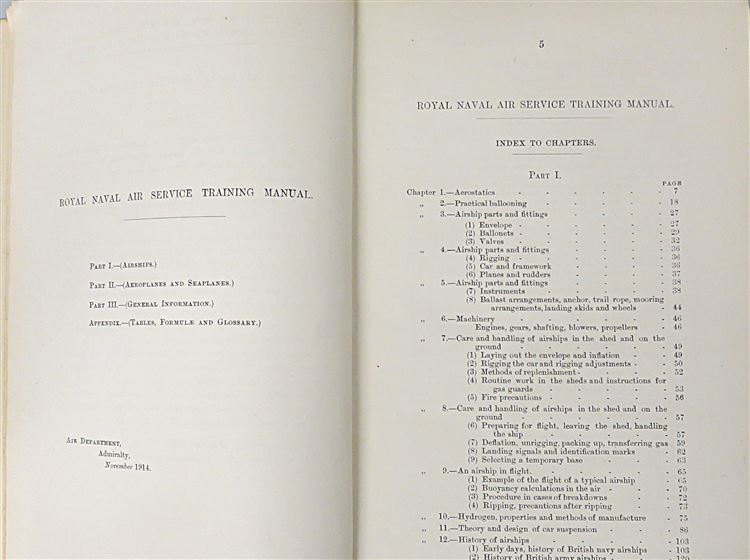 ROYAL NAVAL AIR SERVICE TRAINING MANUAL.
PART I.—(AIRSHIPS.)
PART II.—(AEROPLANES AND SEAPLANES.)
PART III.—(GENERAL INFORMATION.)
APPENDIX.—(TABLES, FORMULÆ AND GLOSSARY.)
AIR DEPARTMENT,
Admiralty,
November 1914.
5
ROYAL NAVAL AIR SERVICE TRAINING MANUAL.
INDEX TO CHAPTERS.
PART I.
PAGE
Chapter 1.—Aerostatics - - - - - - 7
„ 2.—Practical ballooning - - - - - 18
„ 3.—Airship parts and fittings - - - - 27
(1) Envelope - - - - - - 27
(2) Ballonets - - - - - - 29
(3) Valves - - - - - - 32
„ 4.—Airship parts and fittings - - - - 36
(4) Rigging - - - - - - 36
(5) Car and framework - - - - 36
(6) Planes and rudders - - - - 37
„ 5.—Airship parts and fittings - - - - 38
(7) Instruments - - - - - 38
(8) Ballast arrangements, anchor, trail rope, mooring
arrangements, landing skids and wheels - 44
„ 6.—Machinery - - - - - - 46
Engines, gears, shafting, blowers, propellers - 46
„ 7.—Care and handling of airships in the shed and on the
ground - - - - - - 49
(1) Laying out the envelope and inflation - - 49
(2) Rigging the car and rigging adjustments - - 50
(3) Methods of replenishment - - - - 52
(4) Routine work in the sheds and instructions for
gas guards - - - - - 53
(5) Fire precautions - - - - - 56
„ 8.—Care and handling of airships in the shed and on the
ground - - - - - - 57
(6) Preparing for flight, leaving the shed, handling
the ship - - - - - 57
(7) Deflation, unrigging, packing up, transferring gas 59
(8) Landing signals and identification marks - - 62
(9) Selecting a temporary base - - - 63
„ 9.—An airship in flight. - - - - - 65
(1) Example of the flight of a typical airship - 65
(2) Buoyancy calculations in the air - - - 70
(3) Procedure in cases of breakdowns - - 72
(4) Ripping, precautions after ripping - - 73
„ 10.—Hydrogen, properties and methods of manufacture - 75
„ 11.—Theory and design of car suspension - - - 86
„ 12.—History of airships - - - - - 103
(1) Early days, history of British navy airships - 103
(2) History of British army airships - - -